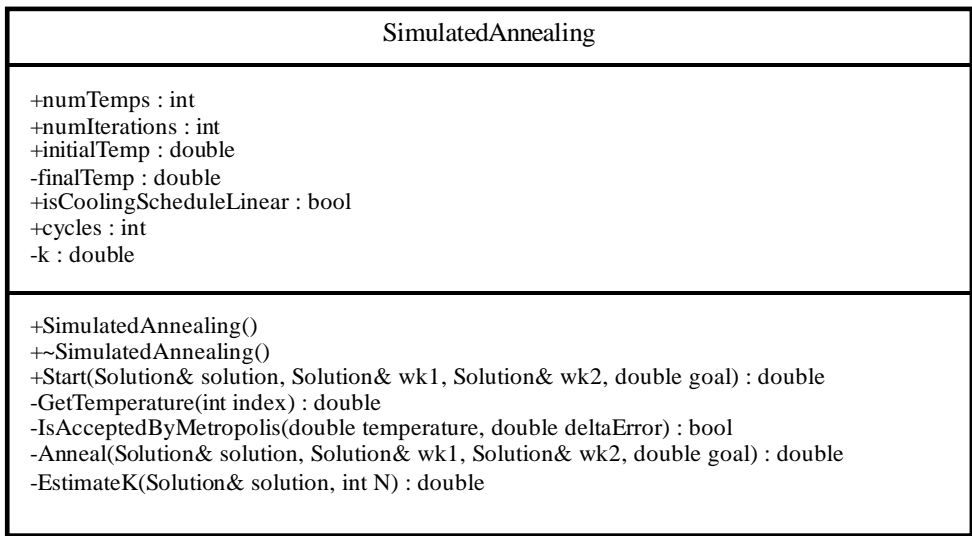 SimulatedAnnealing
+numTemps : int
+numIterations : int
+initialTemp : double
-finalTemp : double
+isCoolingScheduleLinear : bool
+cycles : int
-k : double
+SimulatedAnnealing()
+~SimulatedAnnealing()
+Start(Solution& solution, Solution& wk1, Solution& wk2, double goal) : double
-GetTemperature(int index) : double
-IsAcceptedByMetropolis(double temperature, double deltaError) : bool
-Anneal(Solution& solution, Solution& wk1, Solution& wk2, double goal) : double
-EstimateK(Solution& solution, int N) : double